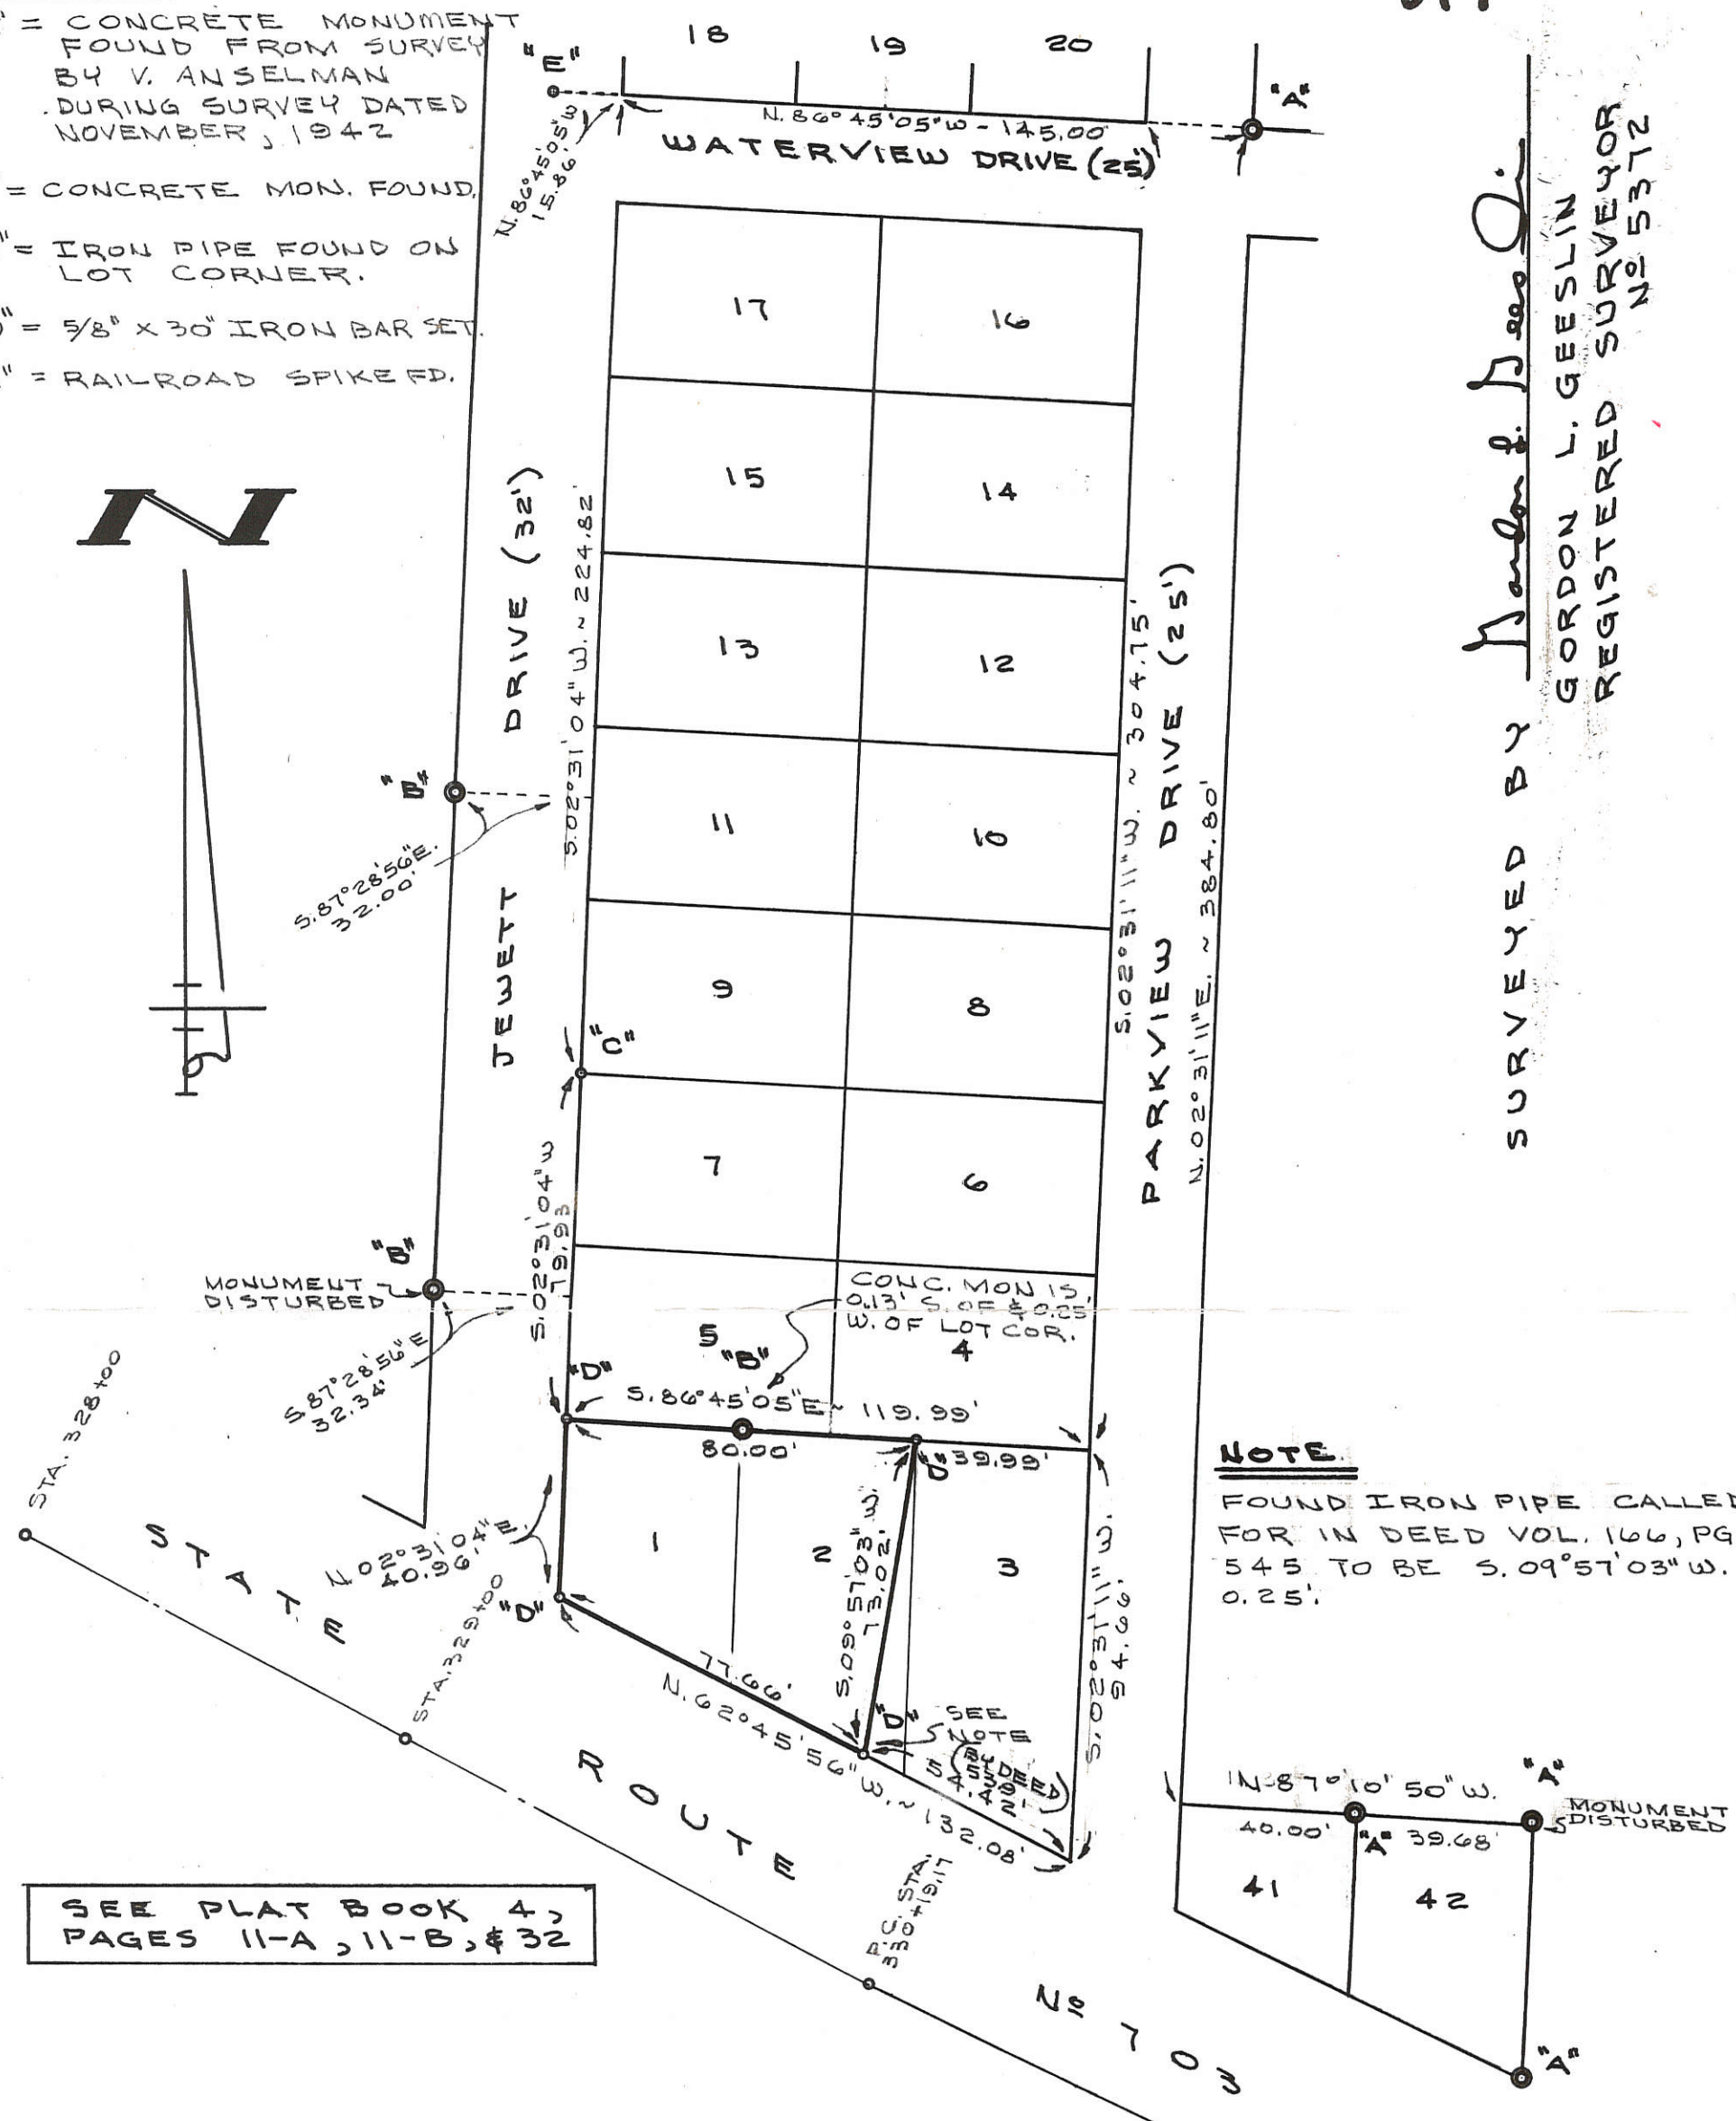 " = CONCRETE MONUMENT
FOUND FROM SURVEY
BY V. ANSELMAN
DURING SURVEY DATED
NOVEMBER, 1942
= CONCRETE MON. FOUND.
" = IRON PIPE FOUND ON
LOT CORNER.
" = 5/8" X 30" IRON BAR SET.
" = RAILROAD SPIKE FD.
N
18
19
20
"E"
"A"
N. 86° 45' 05" W
15.86'
N. 86° 45' 05" W - 145.00'
WATERVIEW DRIVE (25')
17
16
15
14
13
12
11
10
9
8
7
6
5
4
JEWETT DRIVE (32')
S. 02° 31' 04" W. ~ 224.82'
"B"
S. 87° 28' 56" E.
32.00'
"C"
S. 02° 31' 04" W
79.93
"B"
MONUMENT
DISTURBED
S. 87° 28' 56" E
32.34'
PARKVIEW DRIVE (25')
S. 02° 31' 11" W. ~ 304.75'
N. 02° 31' 11" E. ~ 384.80'
CONC. MON IS
0.13' S. OF & 0.25'
W. OF LOT COR.
"B"
"D"
S. 86° 45' 05" E ~ 119.99'
80.00'
"D"
39.99'
1
2
3
N. 02° 31' 04" E.
40.96'
"D"
S. 09° 57' 03" W.
73.02'
S. 02° 31' 11" W.
94.66'
77.66'
N. 62° 45' 56" W. ~ 132.08'
"D"
SEE
NOTE
54.42'
STA. 328+00
STA. 329+00
P.C. STA.
330+19.17
STATE ROUTE Nº 703
NOTE
FOUND IRON PIPE CALLED
FOR IN DEED VOL. 166, PG
545 TO BE S. 09° 57' 03" W.
0.25'.
N-87° 10' 50" W.
"A"
MONUMENT
DISTURBED
40.00'
"A"
39.68'
41
42
"A"
SEE PLAT BOOK 4,
PAGES 11-A, 11-B, & 32
SURVEYED BY
GORDON L. GEESLIN
REGISTERED SURVEYOR
Nº 5372